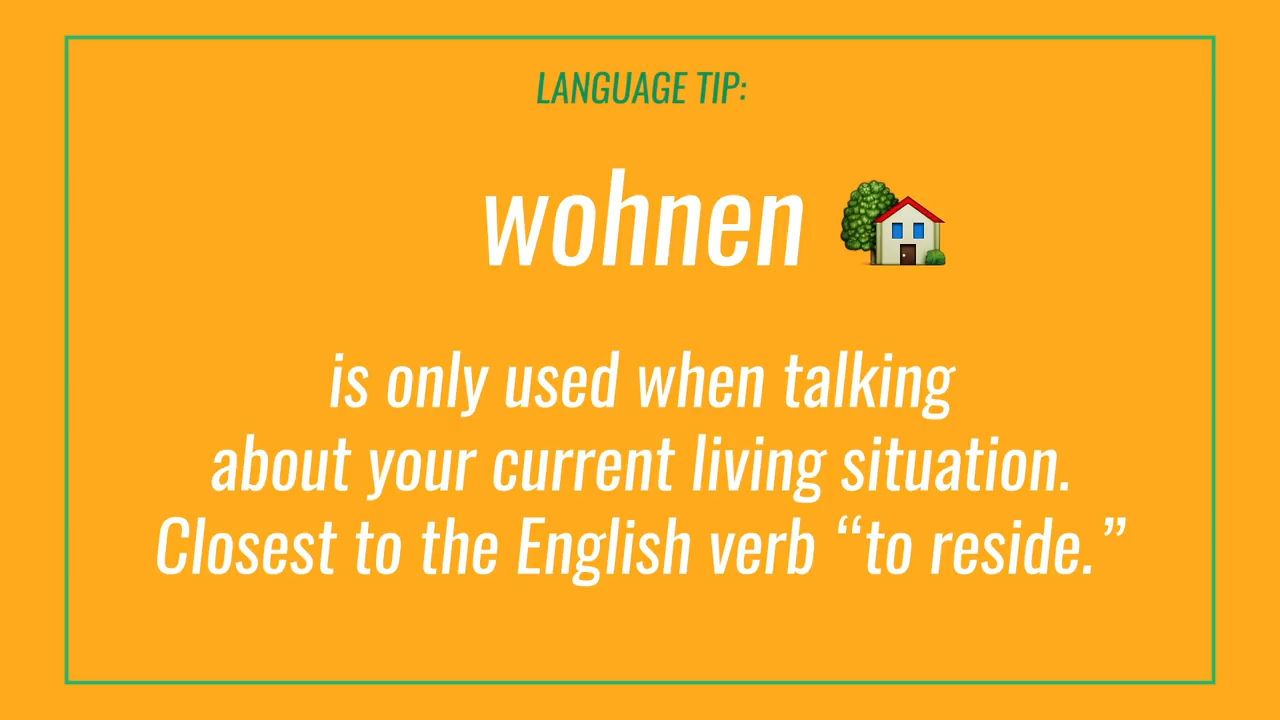 LANGUAGE TIP:
wohnen
is only used when talking
about your current living situation.
Closest to the English verb “to reside.”